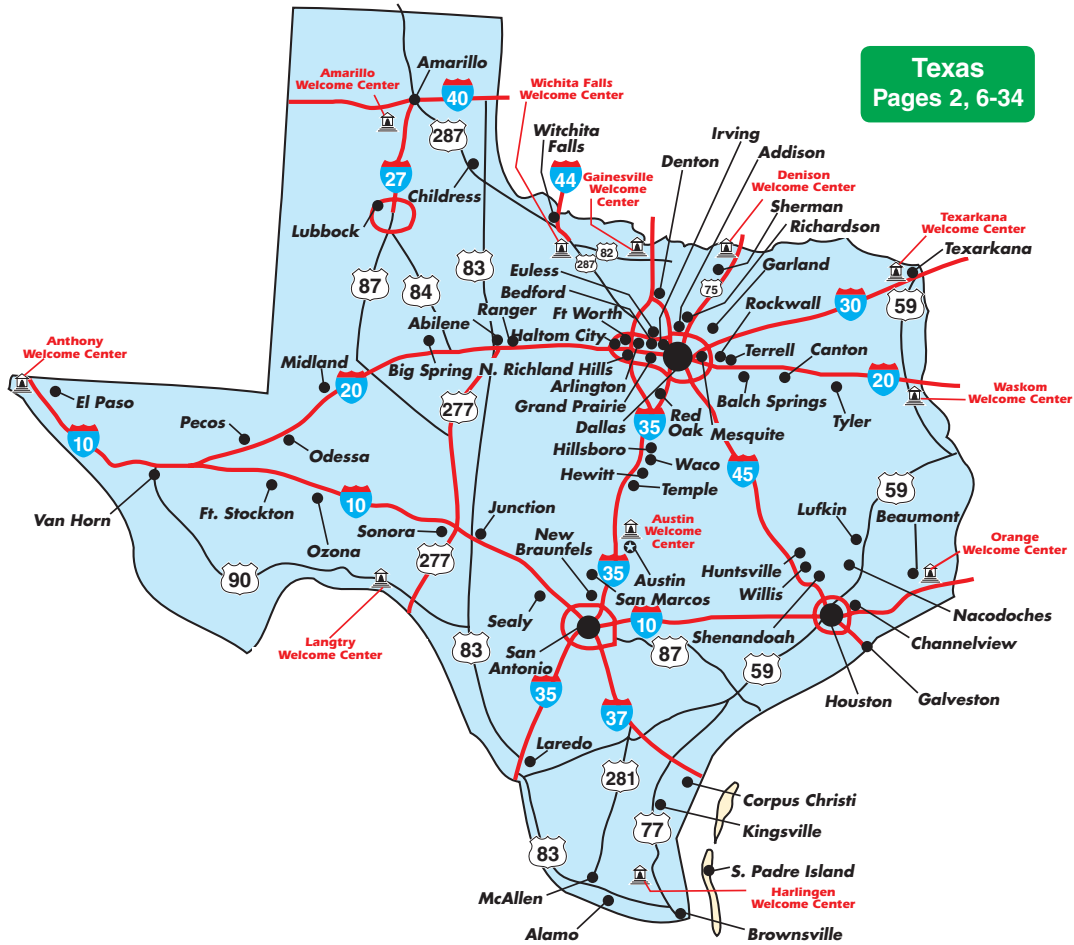 Texas
Pages 2, 6-34
Amarillo
Welcome Center
Amarillo
40
287
Wichita Falls
Welcome Center
Witchita
Falls
44
Gainesville
Welcome
Center
Denton
Irving
Addison
Denison
Welcome Center
Sherman
Richardson
Texarkana
Welcome Center
Texarkana
27
Childress
Lubbock
87
84
83
82
287
75
Garland
Rockwall
30
59
Euless
Bedford
Ft Worth
Ranger
Abilene
Haltom City
Anthony
Welcome Center
El Paso
Midland
20
Big Spring
N. Richland Hills
Arlington
Grand Prairie
Dallas
Terrell
Canton
20
Waskom
Welcome Center
Balch Springs
Tyler
277
Red
Oak
35
Mesquite
10
Pecos
Odessa
Hillsboro
Waco
Hewitt
Temple
45
Van Horn
Ft. Stockton
10
Ozona
Sonora
Junction
59
Lufkin
Beaumont
Orange
Welcome Center
New
Braunfels
Austin
Welcome
Center
277
90
35
Austin
San Marcos
Huntsville
Willis
Langtry
Welcome Center
Sealy
10
Shenandoah
Nacodoches
Channelview
83
San
Antonio
87
59
Houston
Galveston
35
37
Laredo
281
Corpus Christi
Kingsville
77
83
S. Padre Island
McAllen
Harlingen
Welcome Center
Alamo
Brownsville